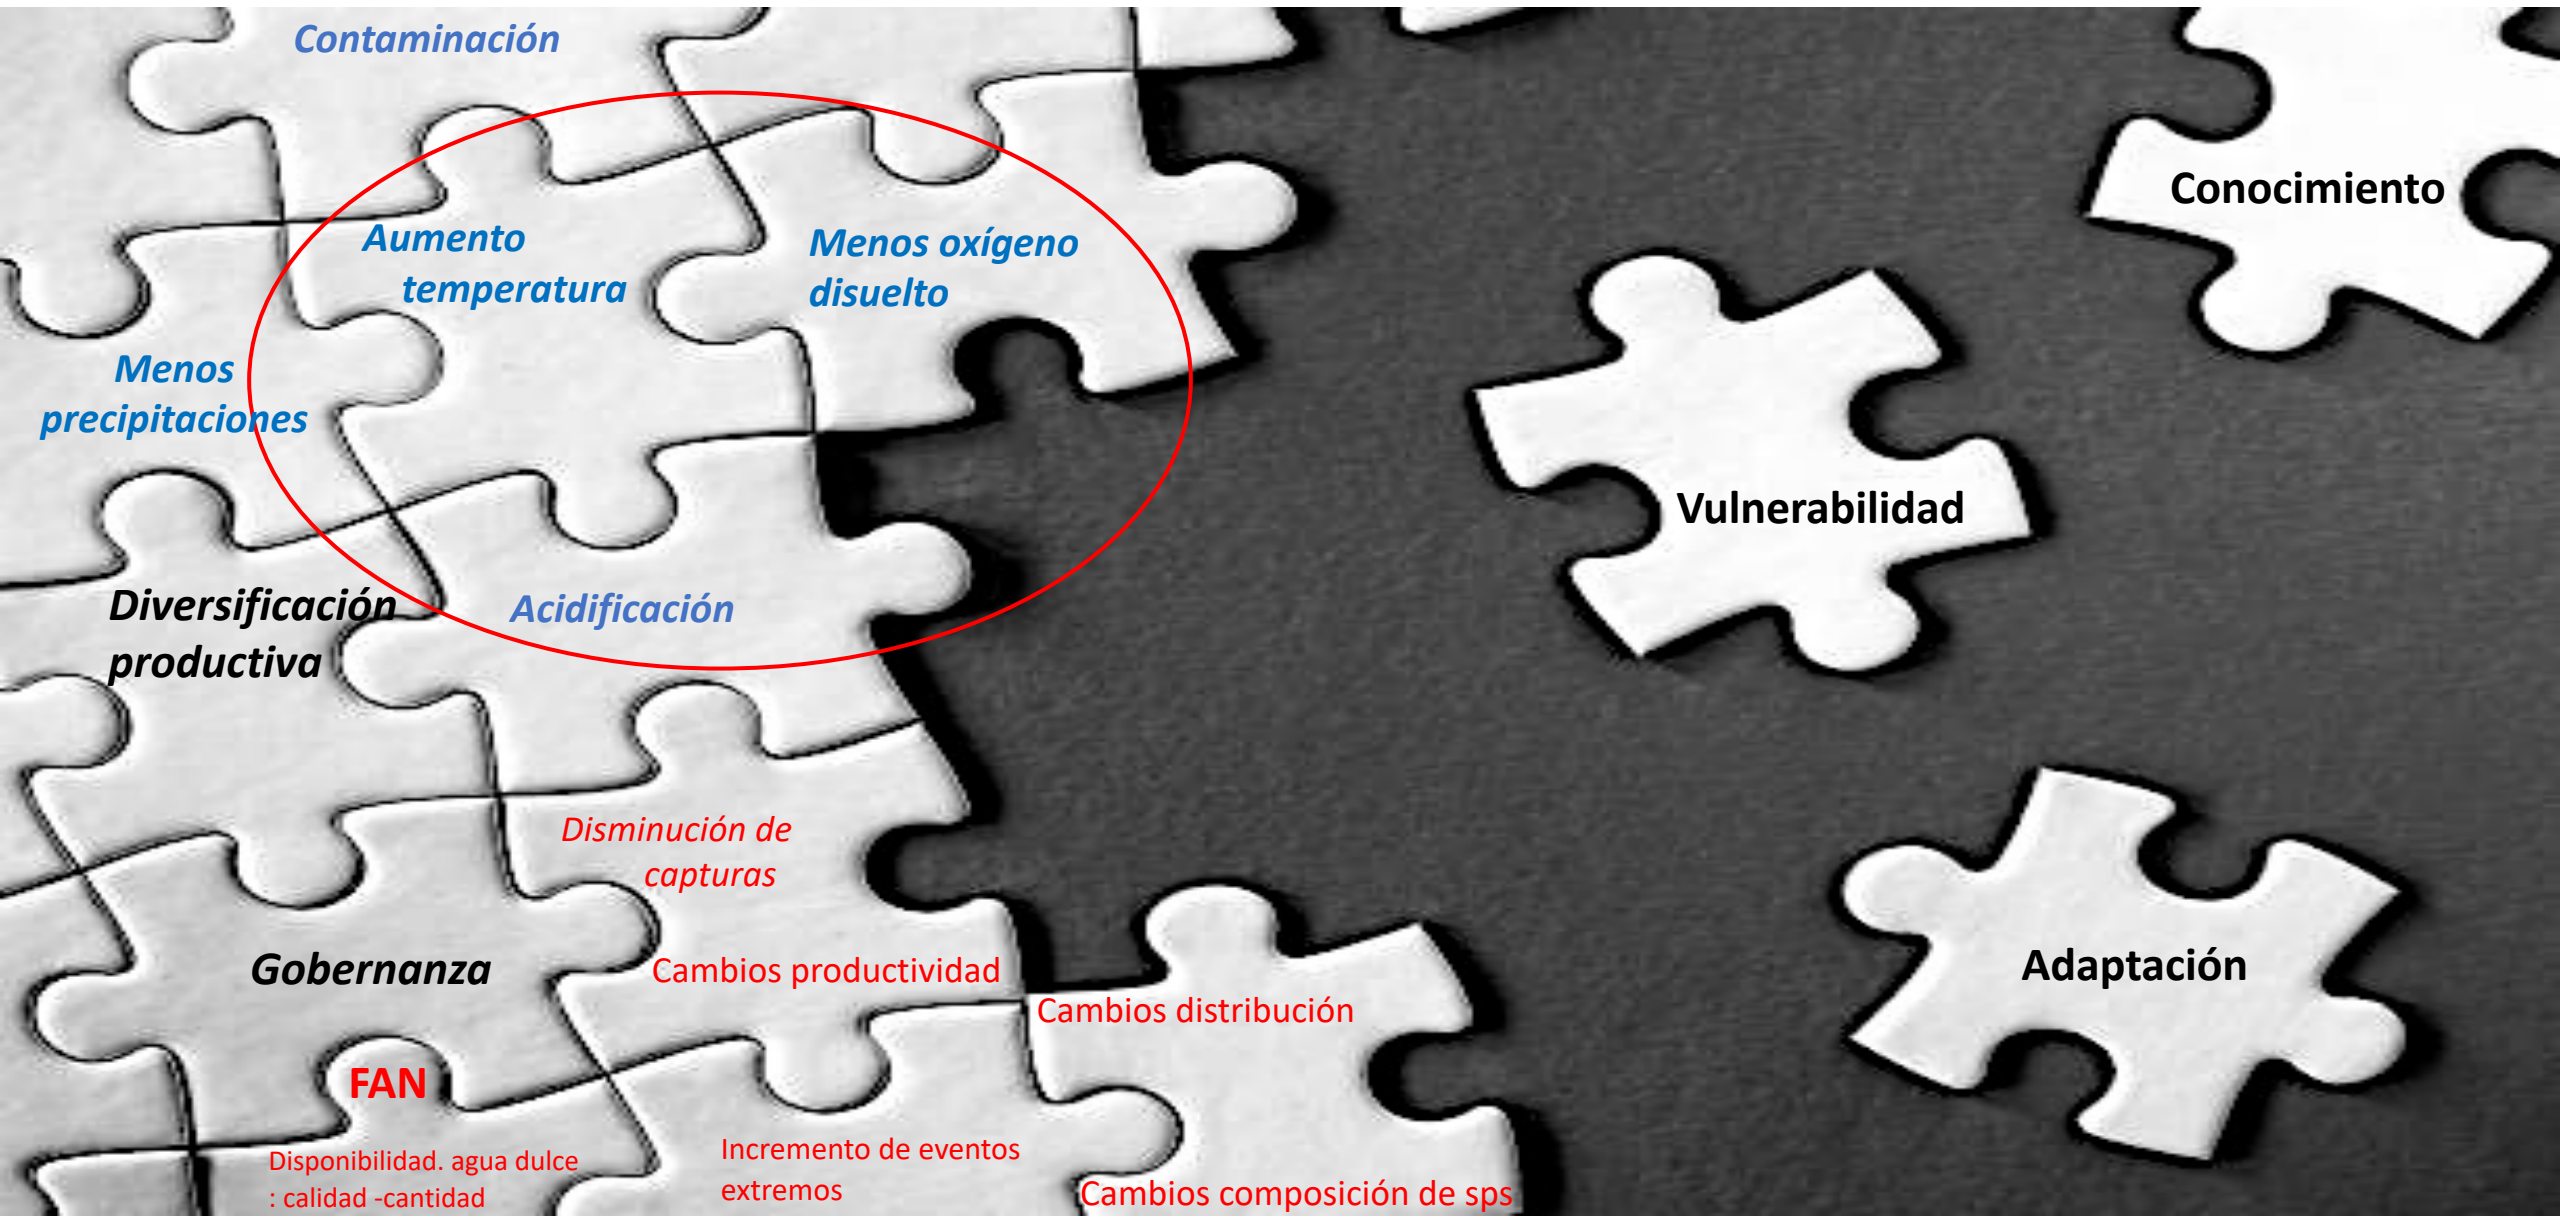 Contaminación
Aumento
temperatura
Menos oxígeno
disuelto
Conocimiento
Menos
precipitaciones
Vulnerabilidad
Diversificación
productiva
Acidificación
Disminución de
capturas
Gobernanza
Cambios productividad
Cambios distribución
Adaptación
FAN
Disponibilidad. agua dulce
: calidad -cantidad
Incremento de eventos
extremos
Cambios composición de sps